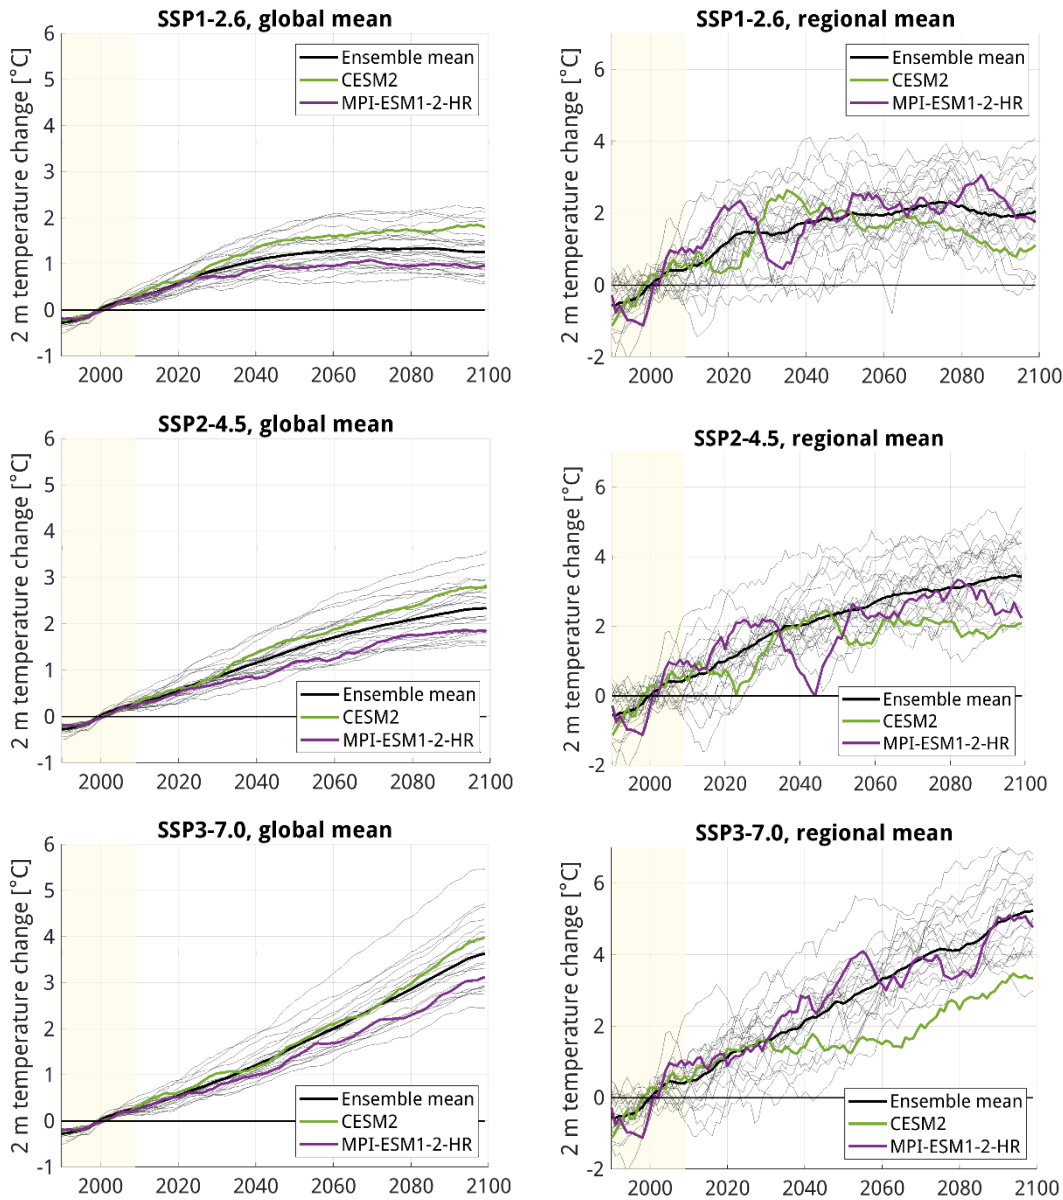 SSP1-2.6, global mean
2 m temperature change [°C]
6
5
4
3
2
1
0
-1
2000 2020 2040 2060 2080 2100
Ensemble mean
CESM2
MPI-ESM1-2-HR
SSP1-2.6, regional mean
2 m temperature change [°C]
6
4
2
0
-2
2000 2020 2040 2060 2080 2100
Ensemble mean
CESM2
MPI-ESM1-2-HR
SSP2-4.5, global mean
2 m temperature change [°C]
6
5
4
3
2
1
0
-1
2000 2020 2040 2060 2080 2100
Ensemble mean
CESM2
MPI-ESM1-2-HR
SSP2-4.5, regional mean
2 m temperature change [°C]
6
4
2
0
-2
2000 2020 2040 2060 2080 2100
Ensemble mean
CESM2
MPI-ESM1-2-HR
SSP3-7.0, global mean
2 m temperature change [°C]
6
5
4
3
2
1
0
-1
2000 2020 2040 2060 2080 2100
Ensemble mean
CESM2
MPI-ESM1-2-HR
SSP3-7.0, regional mean
2 m temperature change [°C]
6
4
2
0
-2
2000 2020 2040 2060 2080 2100
Ensemble mean
CESM2
MPI-ESM1-2-HR